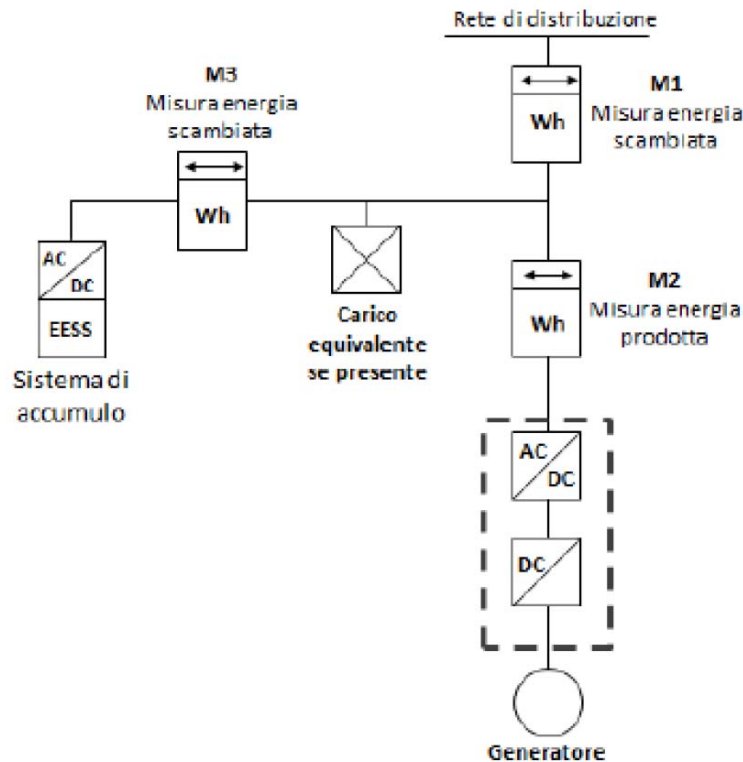 Rete di distribuzione
M3
Misura energia
scambiata
Wh
M1
Misura energia
scambiata
Wh
AC
DC
EESS
Sistema di
accumulo
Carico
equivalente
se presente
M2
Misura energia
prodotta
Wh
AC
DC
DC
Generatore